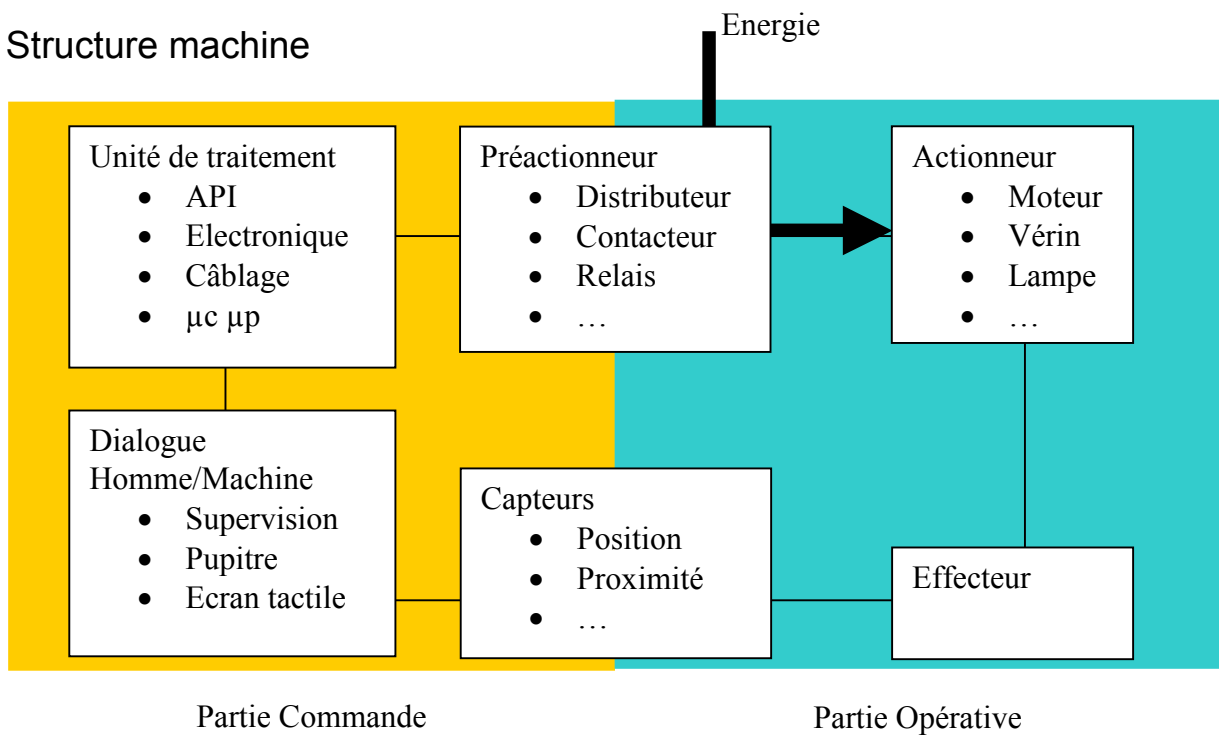 Structure machine
Energie
Unité de traitement
• API
• Electronique
• Câblage
• µc µp
Préactionneur
• Distributeur
• Contacteur
• Relais
• …
Actionneur
• Moteur
• Vérin
• Lampe
• …
Dialogue
Homme/Machine
• Supervision
• Pupitre
• Ecran tactile
Capteurs
• Position
• Proximité
• …
Effecteur
Partie Commande
Partie Opérative